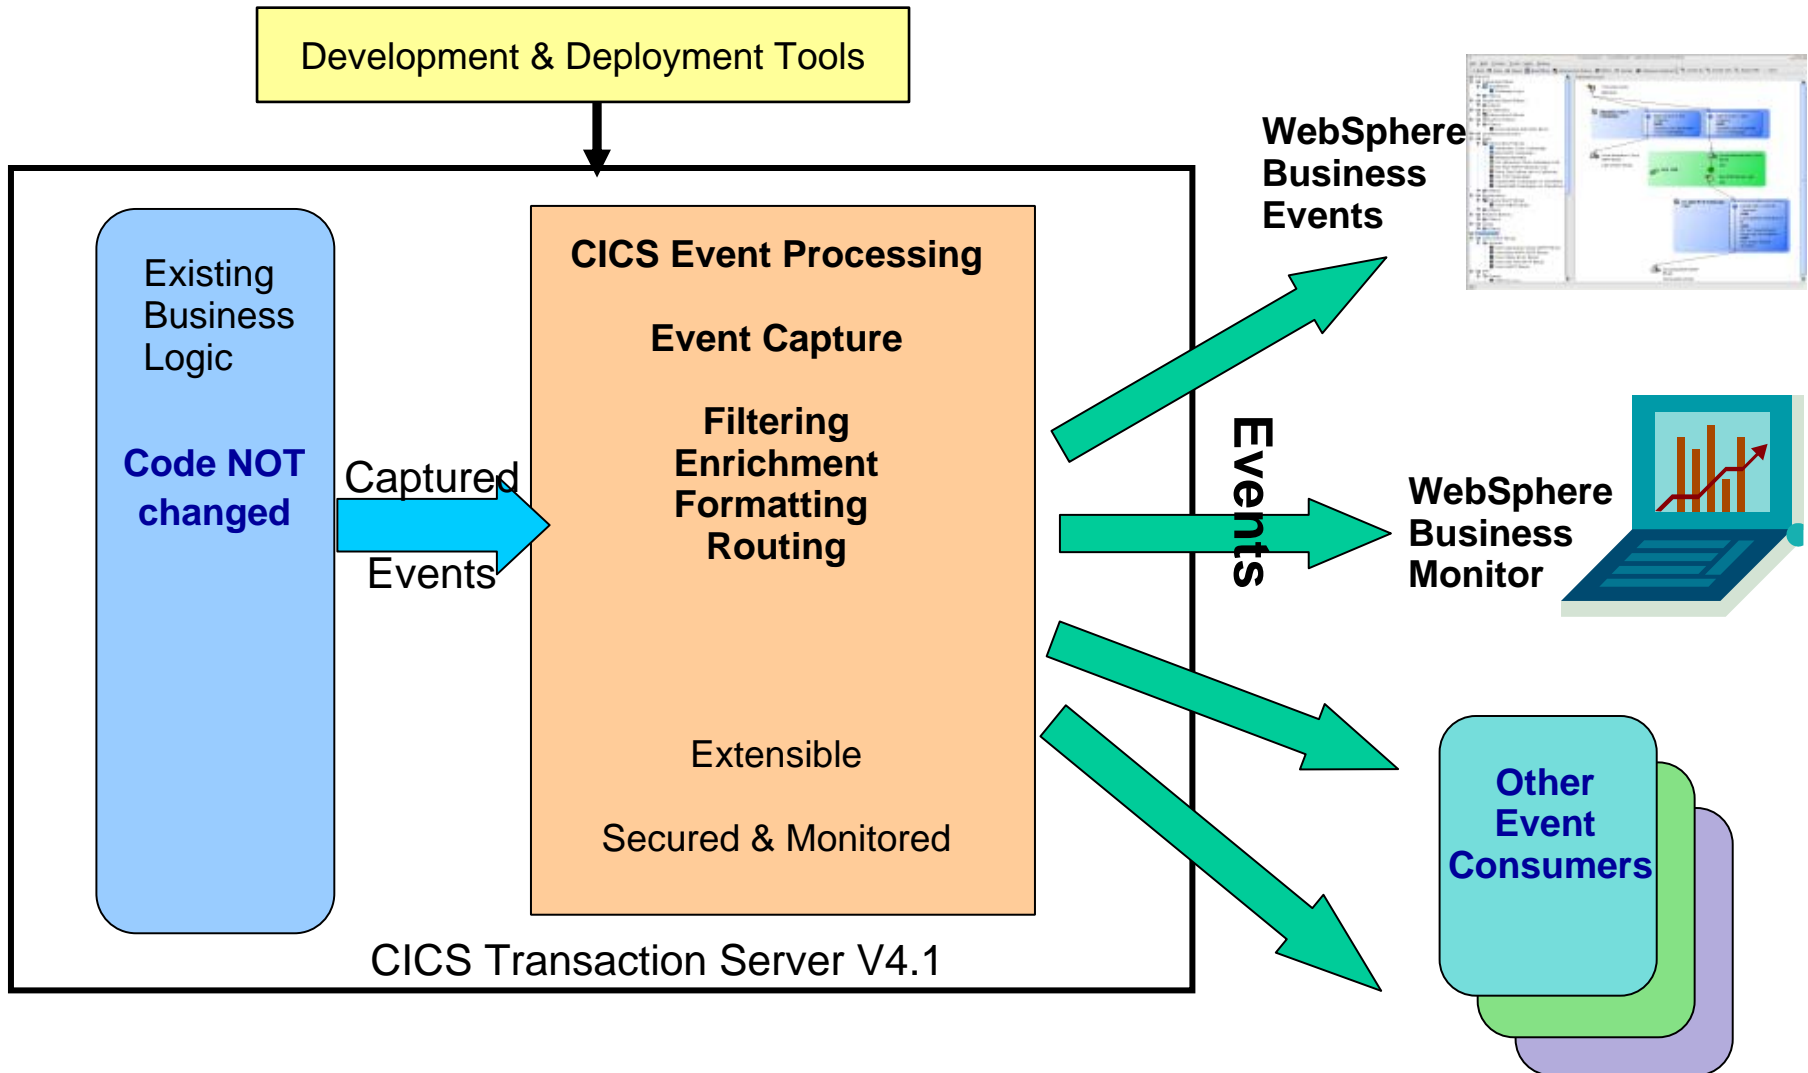 Development & Deployment Tools
WebSphere
Business
Events
Existing
Business
Logic
Code NOT
changed
Captured
Events
CICS Event Processing
Event Capture
Filtering
Enrichment
Formatting
Routing
Extensible
Secured & Monitored
CICS Transaction Server V4.1
Events
WebSphere
Business
Monitor
Other
Event
Consumers